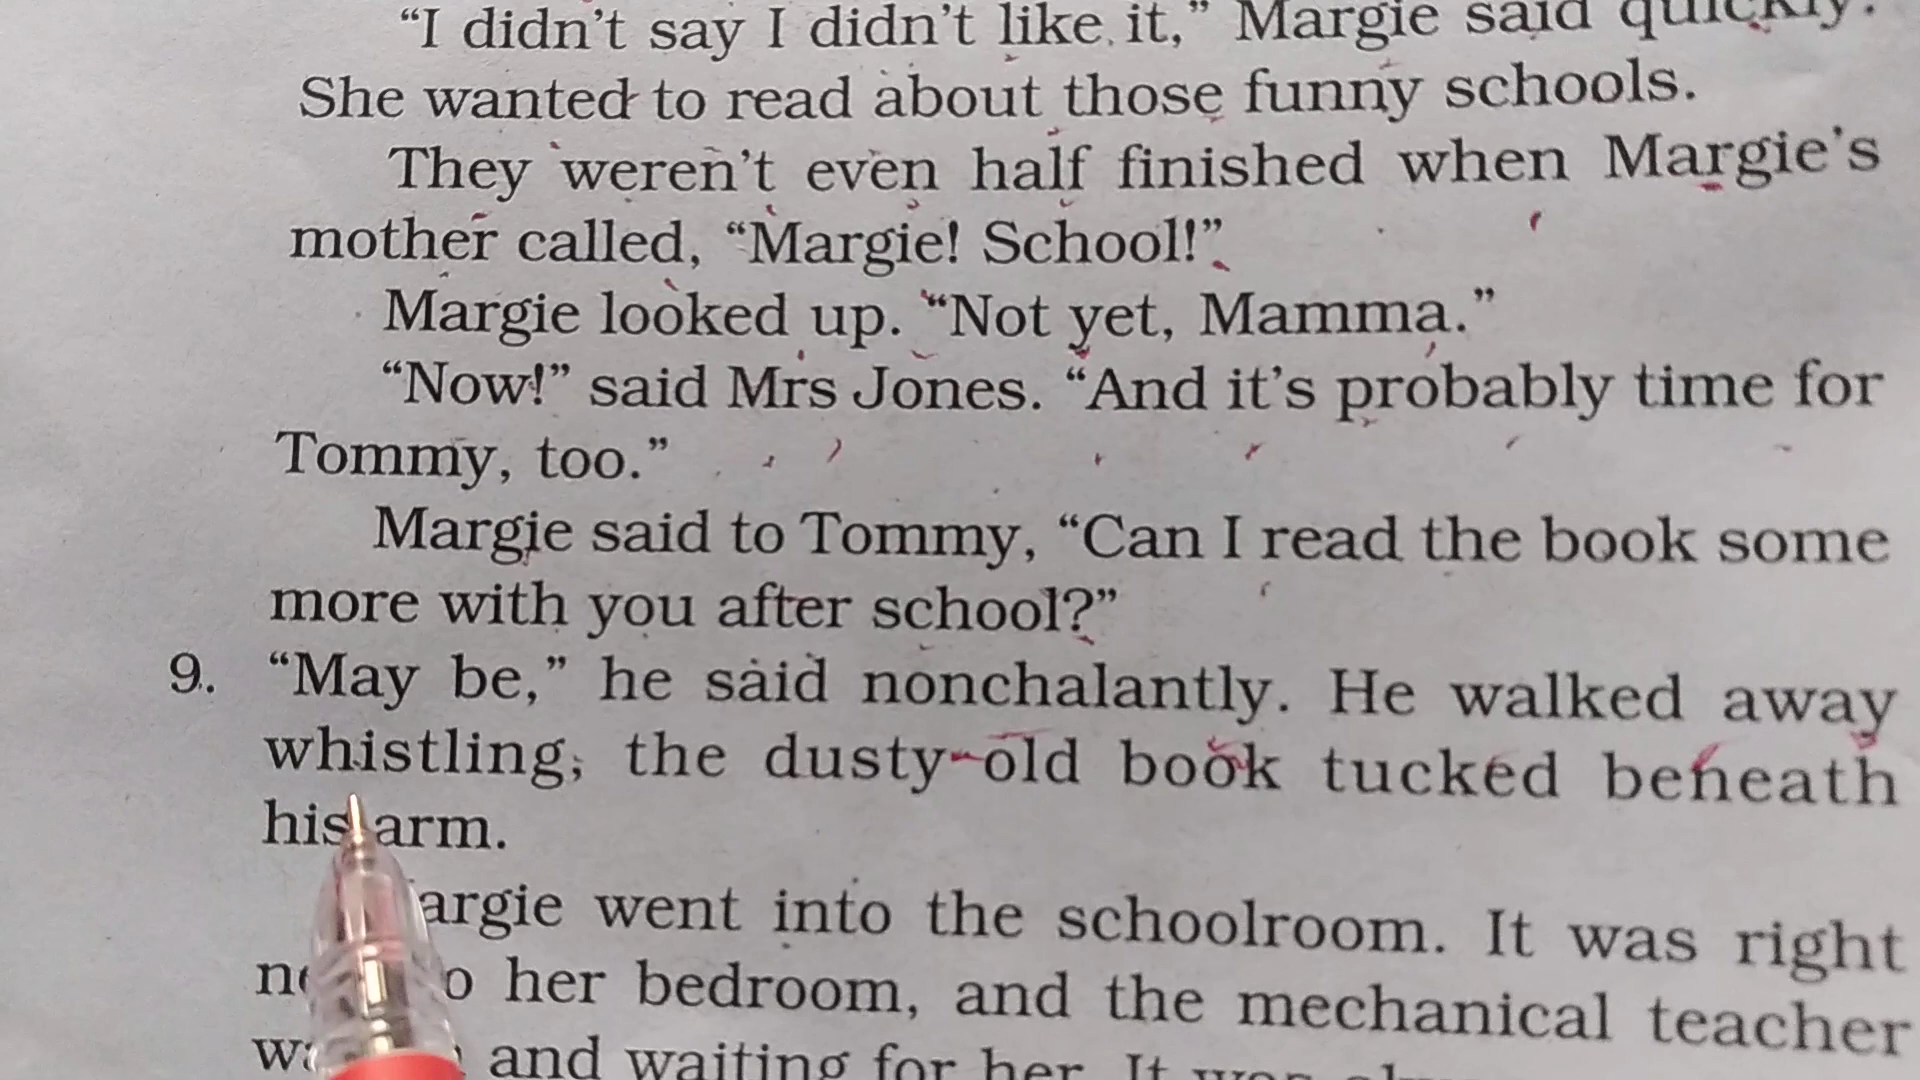 “I didn’t say I didn’t like it,” Margie said quickly.
She wanted to read about those funny schools.
They weren’t even half finished when Margie’s
mother called, “Margie! School!”
Margie looked up. “Not yet, Mamma.”
“Now!” said Mrs Jones. “And it’s probably time for
Tommy, too.”
Margie said to Tommy, “Can I read the book some
more with you after school?”
9. “May be,” he said nonchalantly. He walked away
whistling, the dusty old book tucked beneath
his arm.
argie went into the schoolroom. It was right
her bedroom, and the mechanical teacher
and waiting for her. It was